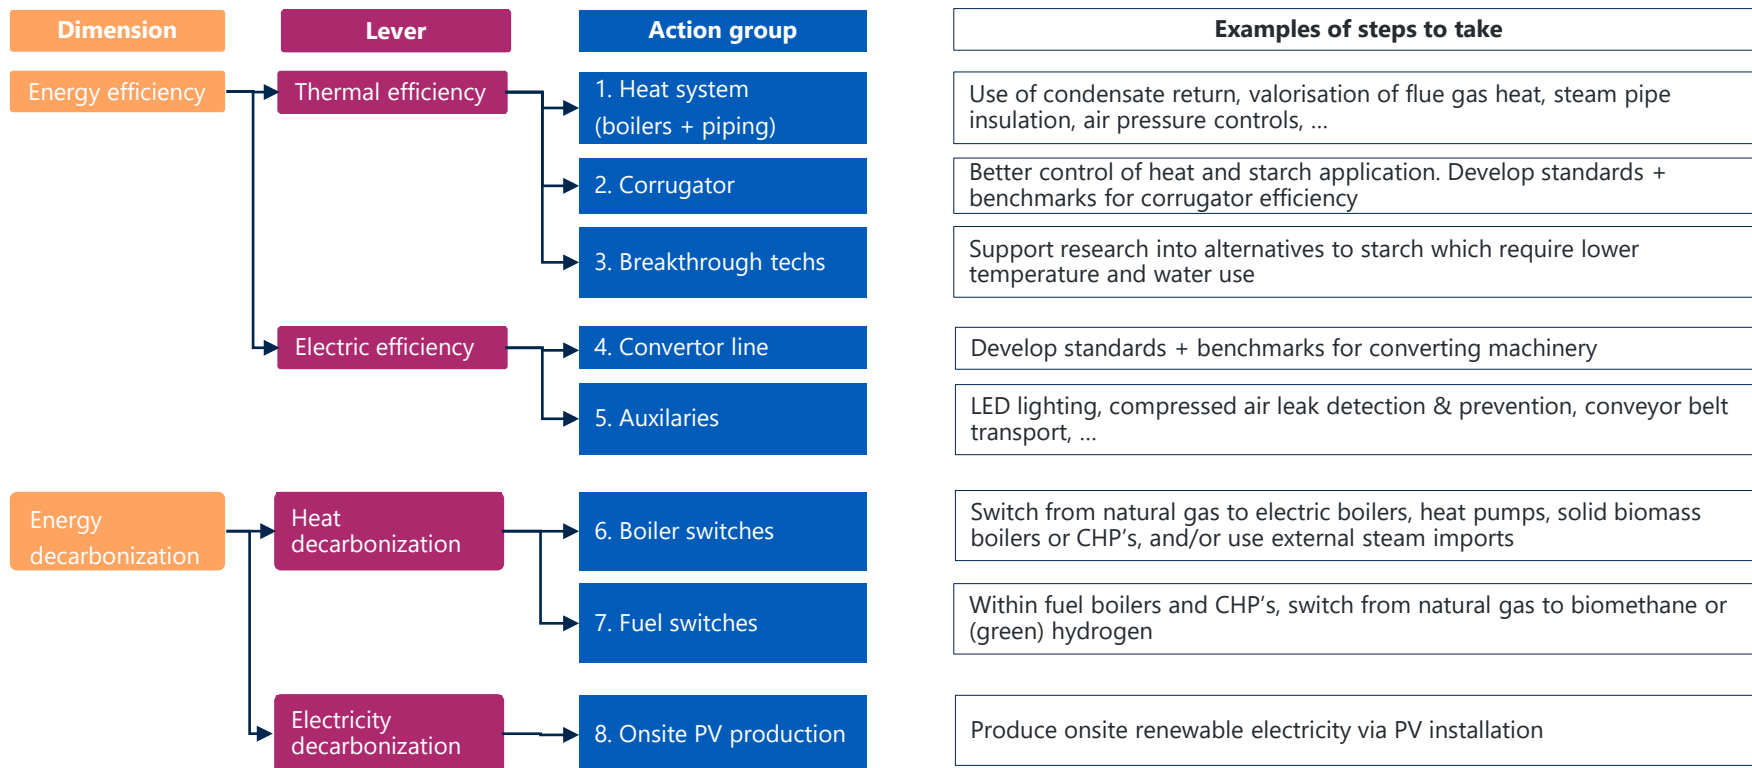 Dimension
Lever
Action group
Examples of steps to take
Energy efficiency
Thermal efficiency
1. Heat system
(boilers + piping)
Use of condensate return, valorisation of flue gas heat, steam pipe
insulation, air pressure controls, ...
2. Corrugator
Better control of heat and starch application. Develop standards +
benchmarks for corrugator efficiency
3. Breakthrough techs
Support research into alternatives to starch which require lower
temperature and water use
Electric efficiency
4. Convertor line
Develop standards + benchmarks for converting machinery
5. Auxilaries
LED lighting, compressed air leak detection & prevention, conveyor belt
transport, ...
Energy
decarbonization
Heat
decarbonization
6. Boiler switches
Switch from natural gas to electric boilers, heat pumps, solid biomass
boilers or CHP’s, and/or use external steam imports
7. Fuel switches
Within fuel boilers and CHP’s, switch from natural gas to biomethane or
(green) hydrogen
Electricity
decarbonization
8. Onsite PV production
Produce onsite renewable electricity via PV installation